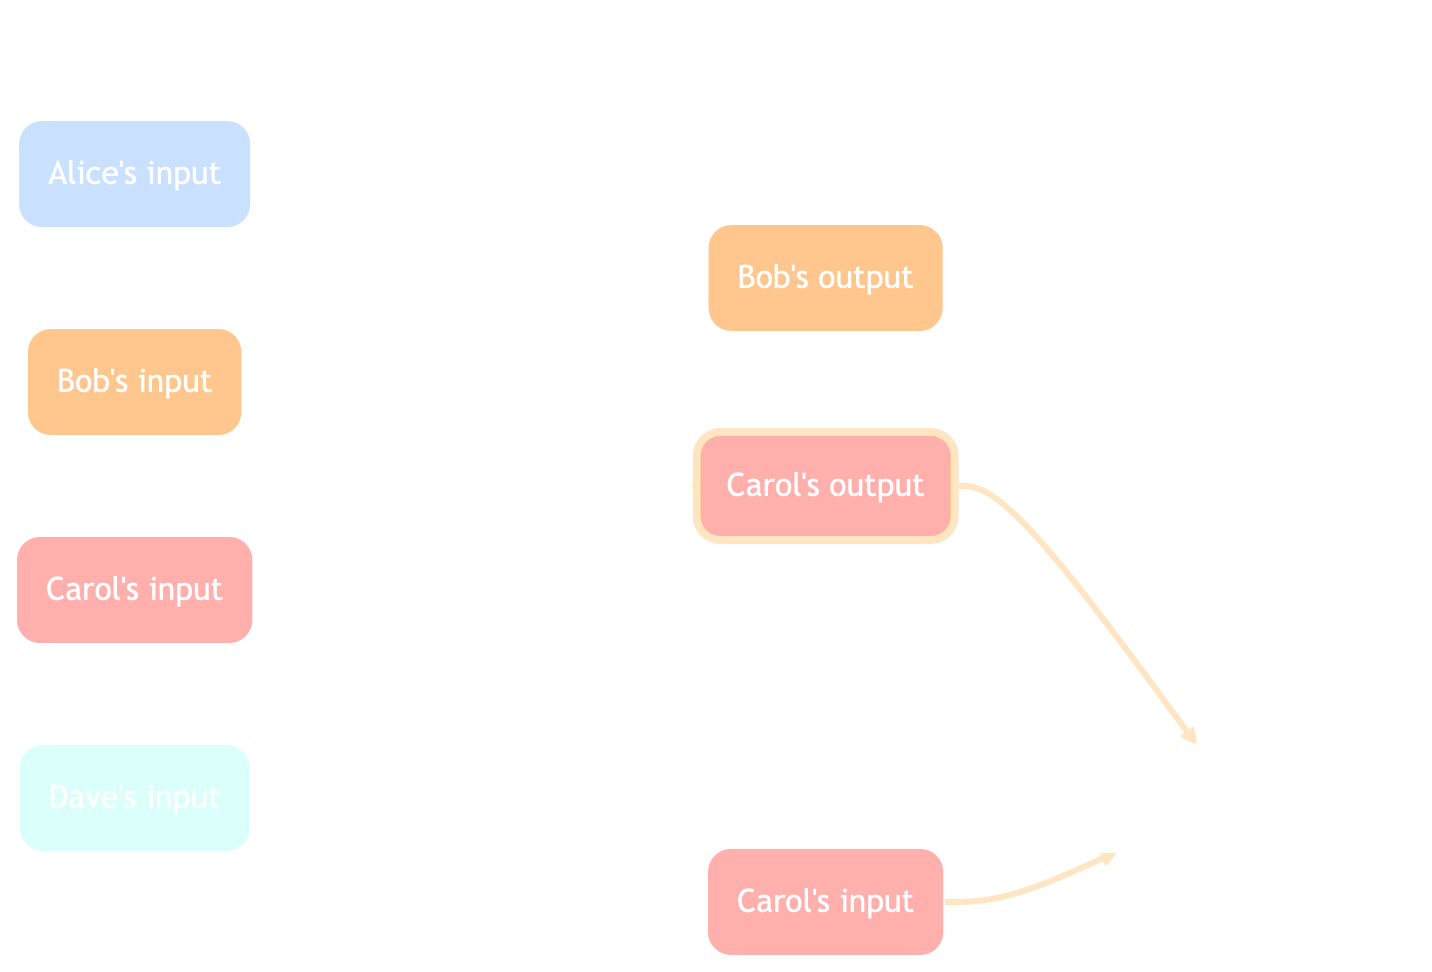 Alice's input
Bob's output
Bob's input
Carol's output
Carol's input
Dave's input
Carol's input